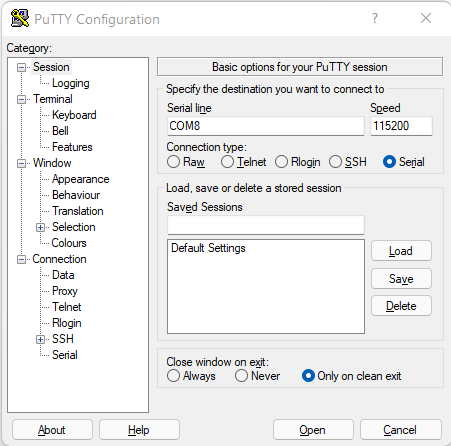 PuTTY Configuration ? ×
Category:
Session
Logging
Terminal
Keyboard
Bell
Features
Window
Appearance
Behaviour
Translation
Selection
Colours
Connection
Data
Proxy
Telnet
Rlogin
SSH
Serial
Basic options for your PuTTY session
Specify the destination you want to connect to
Serial line Speed
COM8 115200
Connection type:
Raw Telnet Rlogin SSH Serial
Load, save or delete a stored session
Saved Sessions
Default Settings
Load
Save
Delete
Close window on exit:
Always Never Only on clean exit
About Help Open Cancel